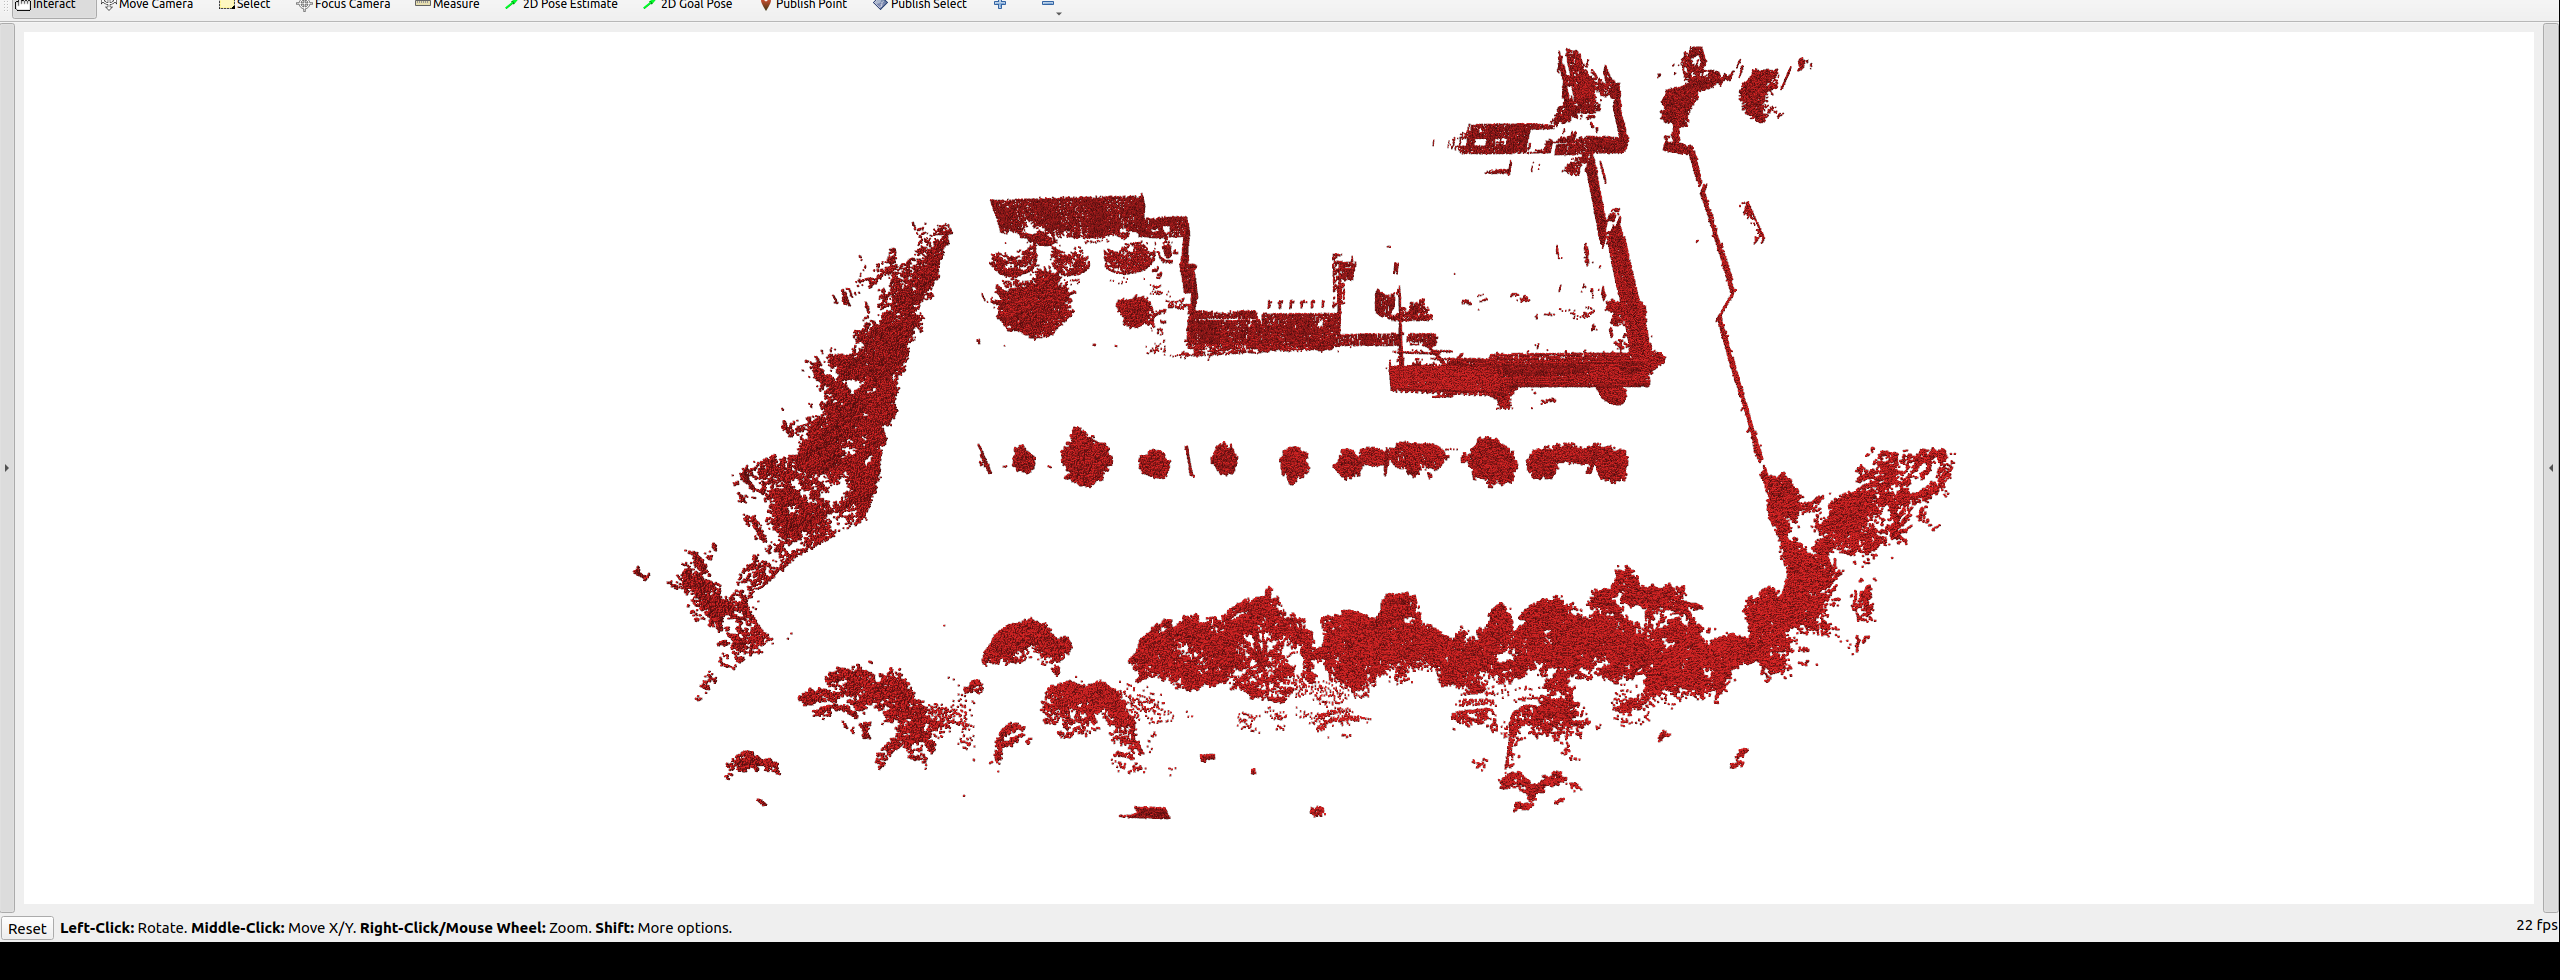 Interact Move Camera Select Focus Camera Measure 2D Pose Estimate 2D Goal Pose Publish Point Publish Select
Reset Left-Click: Rotate. Middle-Click: Move X/Y. Right-Click/Mouse Wheel: Zoom. Shift: More options. 22 fps